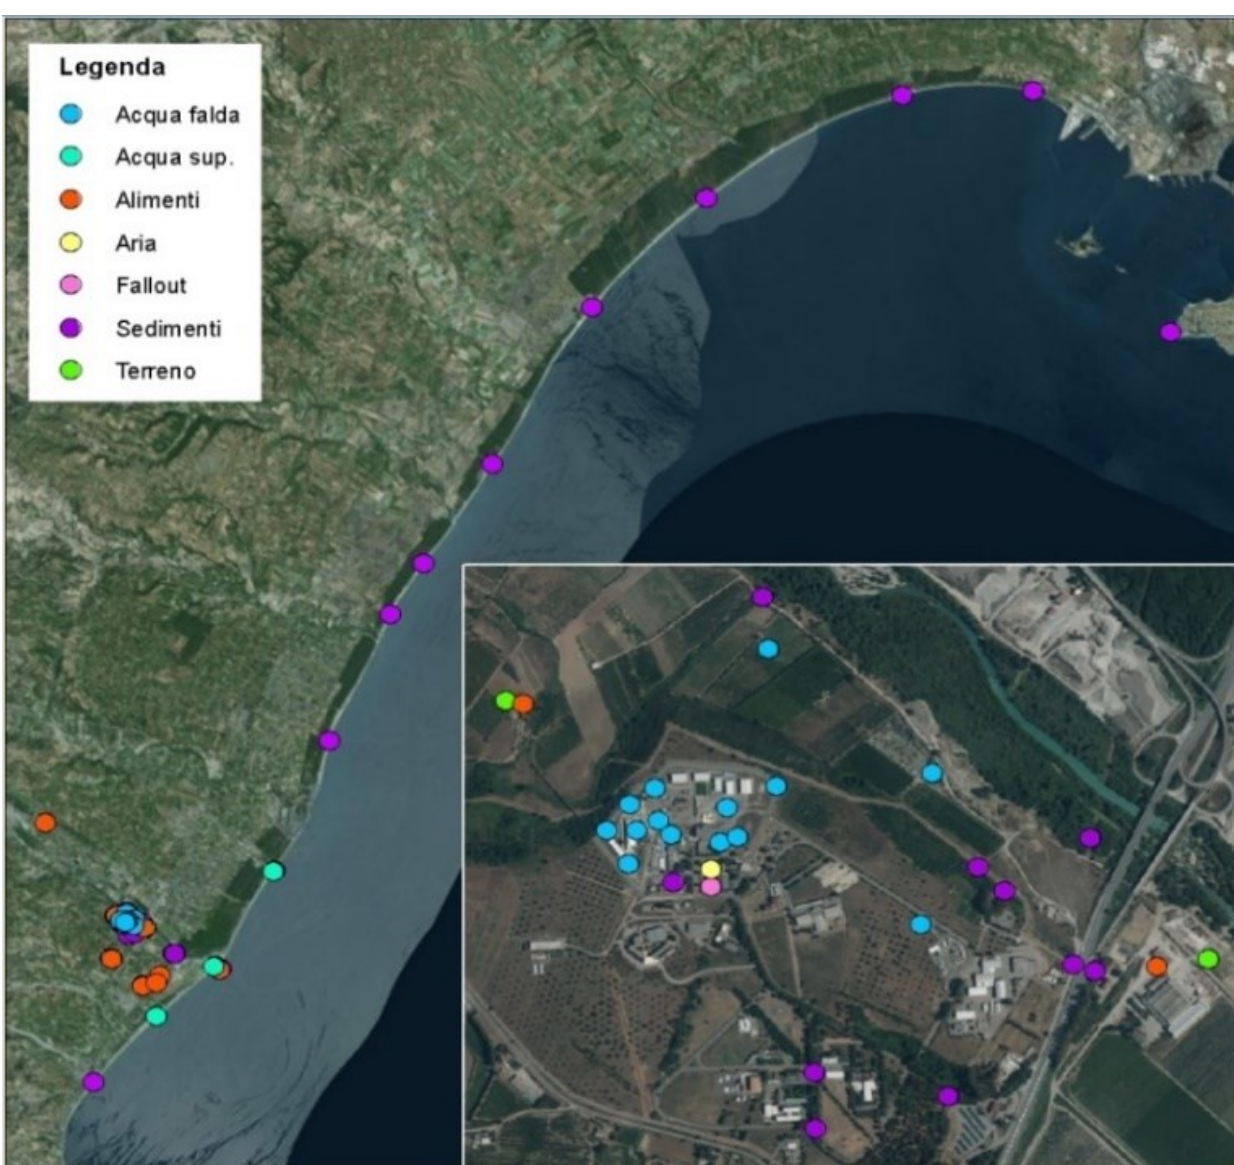 Legenda
Acqua falda
Acqua sup.
Alimenti
Aria
Fallout
Sedimenti
Terreno